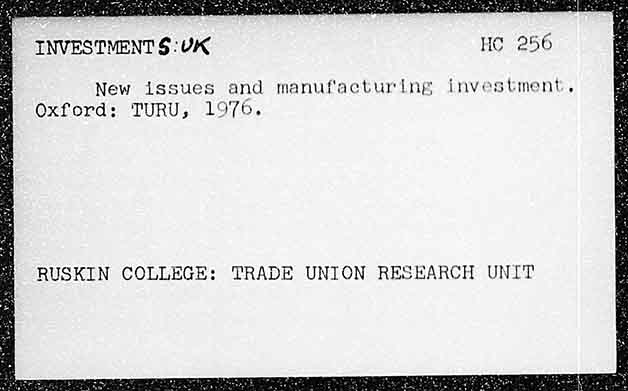 INVESTMENTS:UK HC 256
New issues and manufacturing investment.
Oxford: TURU, 1976.
RUSKIN COLLEGE: TRADE UNION RESEARCH UNIT